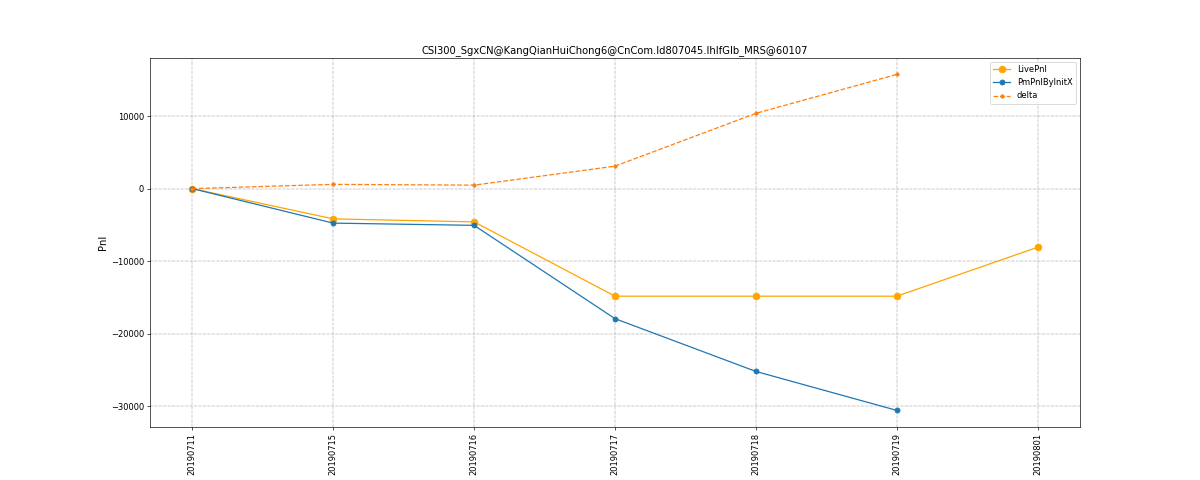 CSI300_SgxCN@KangQianHuiChong6@CnCom.Id807045.IhIfGlb_MRS@60107
LivePnl
PmPnlByInitX
delta
10000
0
−10000
−20000
−30000
Pnl
20190711
20190715
20190716
20190717
20190718
20190719
20190801